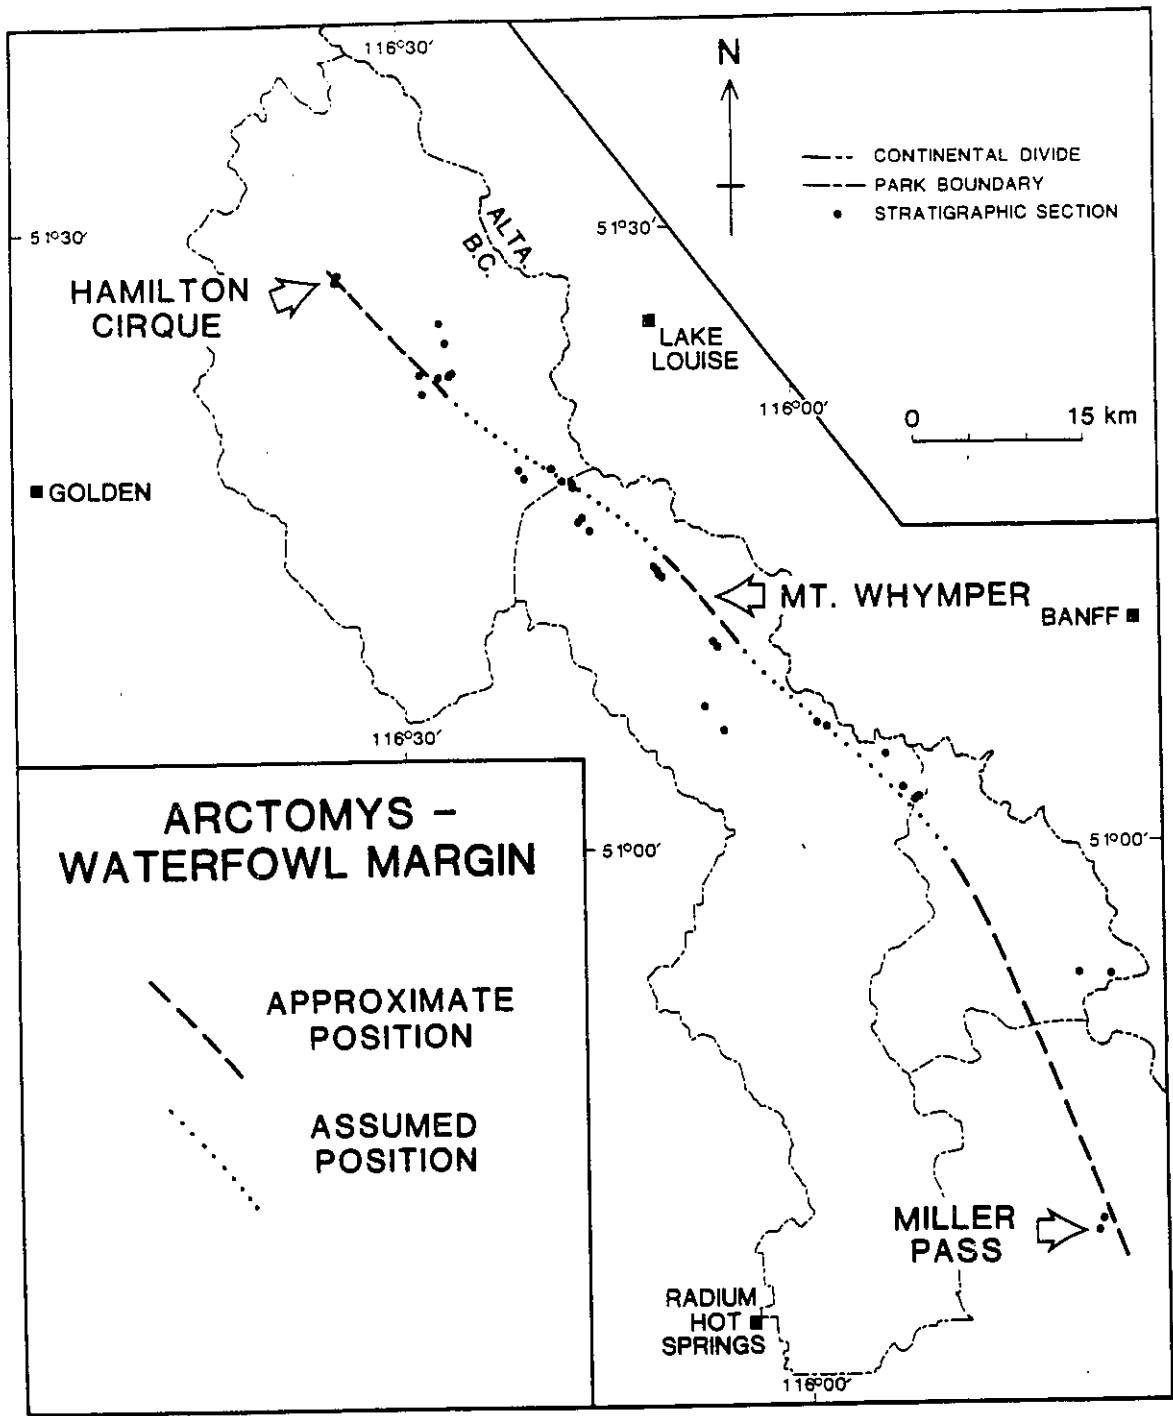 116°30′
N
CONTINENTAL DIVIDE
PARK BOUNDARY
STRATIGRAPHIC SECTION
51°30′
51°30′
ALTA.
B.C.
HAMILTON
CIRQUE
LAKE
LOUISE
116°00′
0 15 km
GOLDEN
MT. WHYMPER
BANFF
116°30′
ARCTOMYS –
WATERFOWL MARGIN
51°00′
51°00′
APPROXIMATE
POSITION
ASSUMED
POSITION
MILLER
PASS
RADIUM
HOT
SPRINGS
116°00′